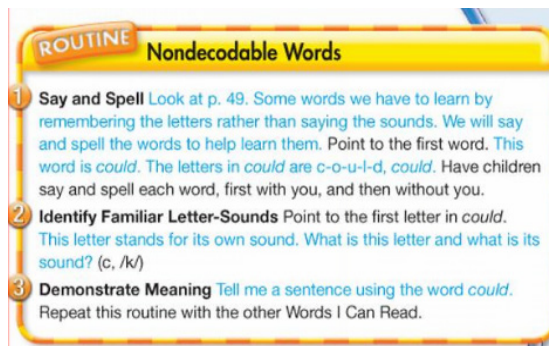 ROUTINE
Nondecodable Words
1 Say and Spell Look at p. 49. Some words we have to learn by
remembering the letters rather than saying the sounds. We will say
and spell the words to help learn them. Point to the first word. This
word is could. The letters in could are c-o-u-l-d, could. Have children
say and spell each word, first with you, and then without you.
2 Identify Familiar Letter-Sounds Point to the first letter in could.
This letter stands for its own sound. What is this letter and what is its
sound? (c, /k/)
3 Demonstrate Meaning Tell me a sentence using the word could.
Repeat this routine with the other Words I Can Read.